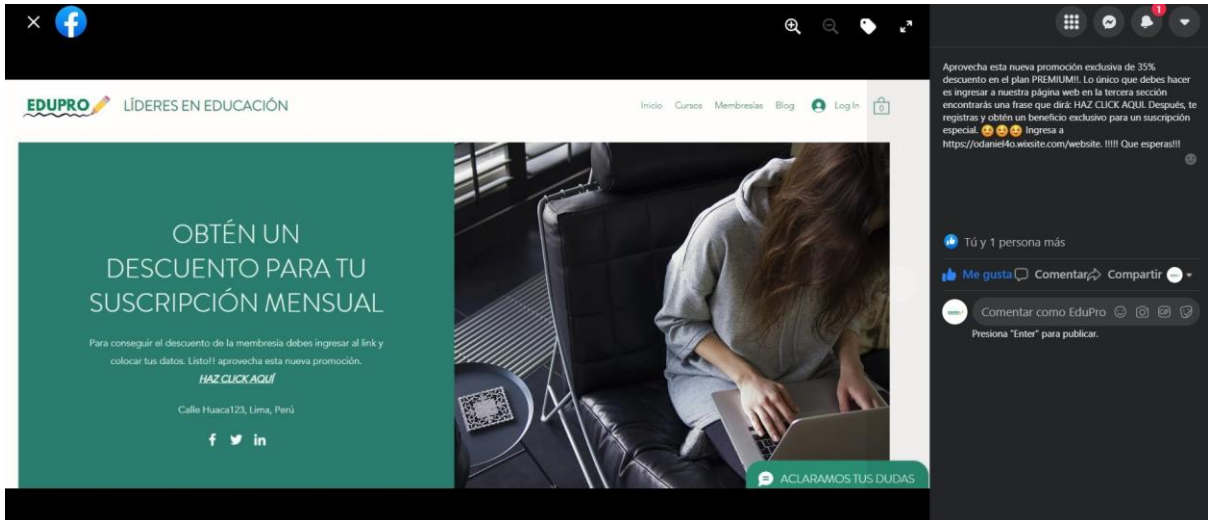 EDUPRO
LÍDERES EN EDUCACIÓN
Inicio Cursos Membresías Blog Log In 0
OBTÉN UN
DESCUENTO PARA TU
SUSCRIPCIÓN MENSUAL
Para conseguir el descuento de la membresía debes ingresar al link y
colocar tus datos. Listo!! aprovecha esta nueva promoción.
HAZ CLICK AQUÍ
Calle Huaca123, Lima, Perú
ACLARAMOS TUS DUDAS
1
Aprovecha esta nueva promoción exclusiva de 35%
descuento en el plan PREMIUM!!. Lo único que debes hacer
es ingresar a nuestra página web en la tercera sección
encontrarás una frase que dirá: HAZ CLICK AQUI. Después, te
registras y obtén un beneficio exclusivo para un suscripción
especial. 😉😉😉 Ingresa a
https://odaniel4o.wixsite.com/website. !!!!! Que esperas!!!
Tú y 1 persona más
Me gusta Comentar Compartir
Comentar como EduPro GIF
Presiona "Enter" para publicar.